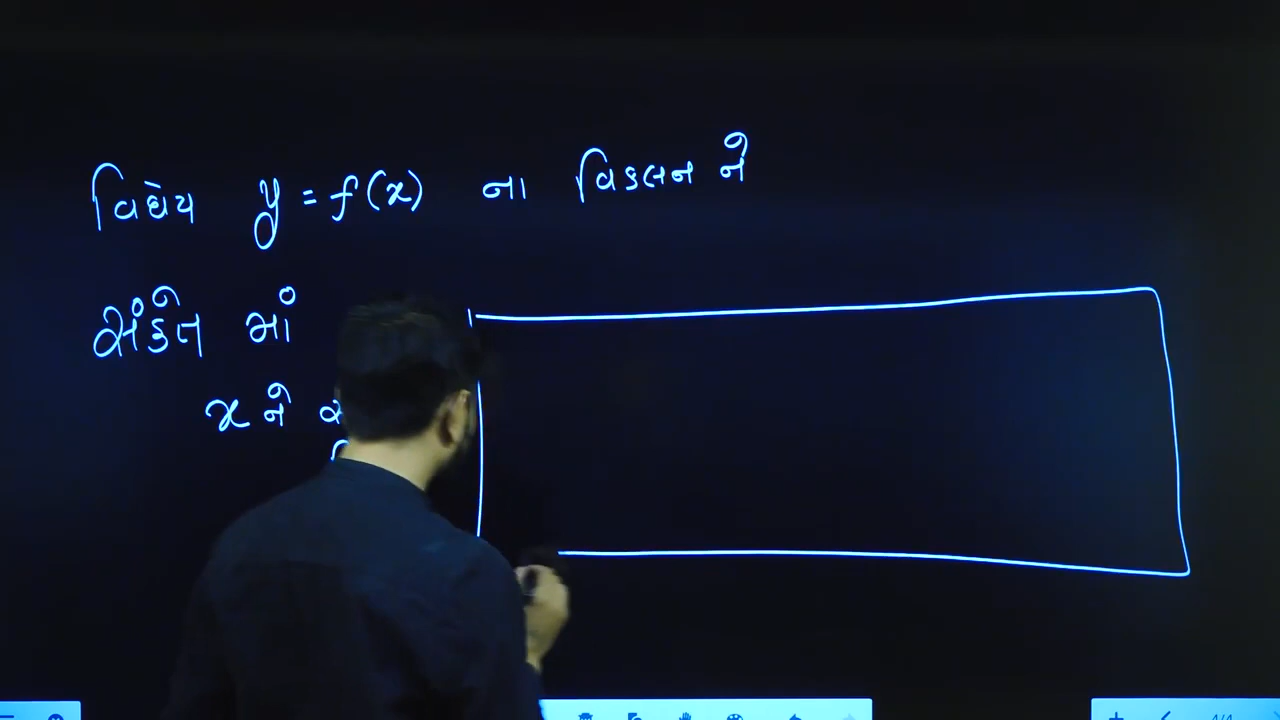 વિધેય y = f(x) ના વિકલન ને
સંકેત માં
x ને